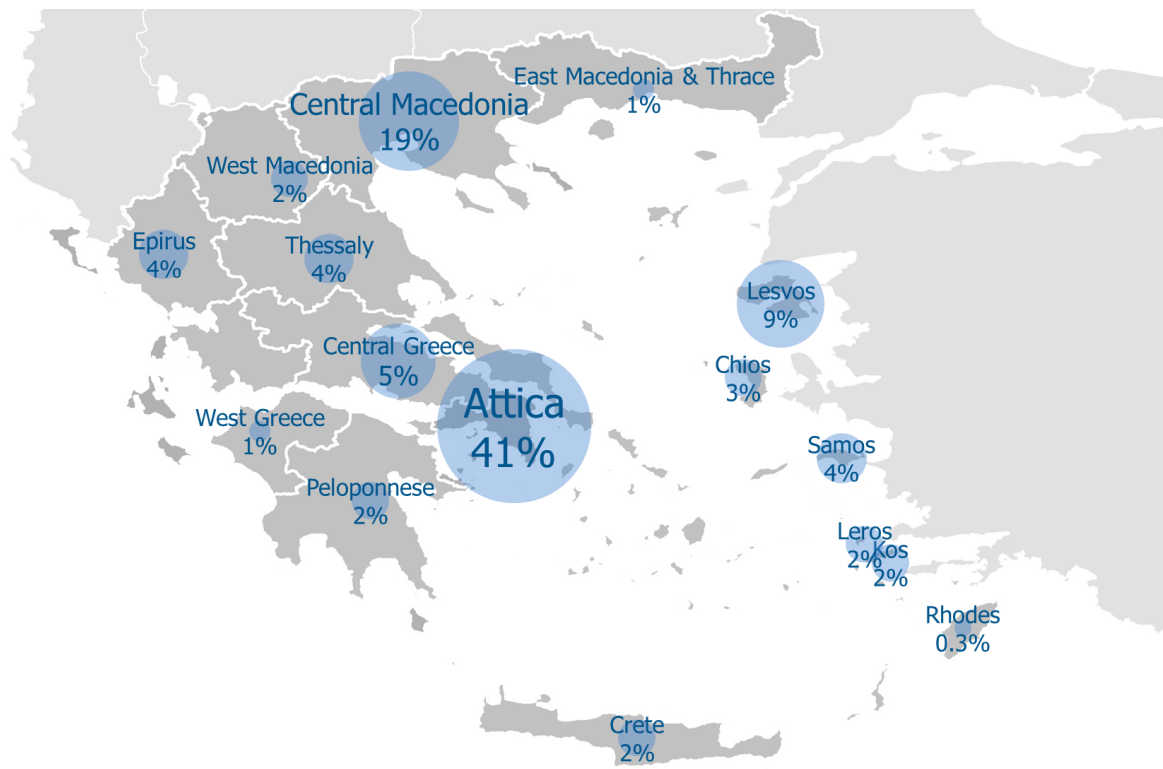 East Macedonia & Thrace
1%
Central Macedonia
19%
West Macedonia
2%
Epirus
4%
Thessaly
4%
Lesvos
9%
Central Greece
5%
Chios
3%
Attica
41%
West Greece
1%
Samos
4%
Peloponnese
2%
Leros
2%
Kos
2%
Rhodes
0.3%
Crete
2%